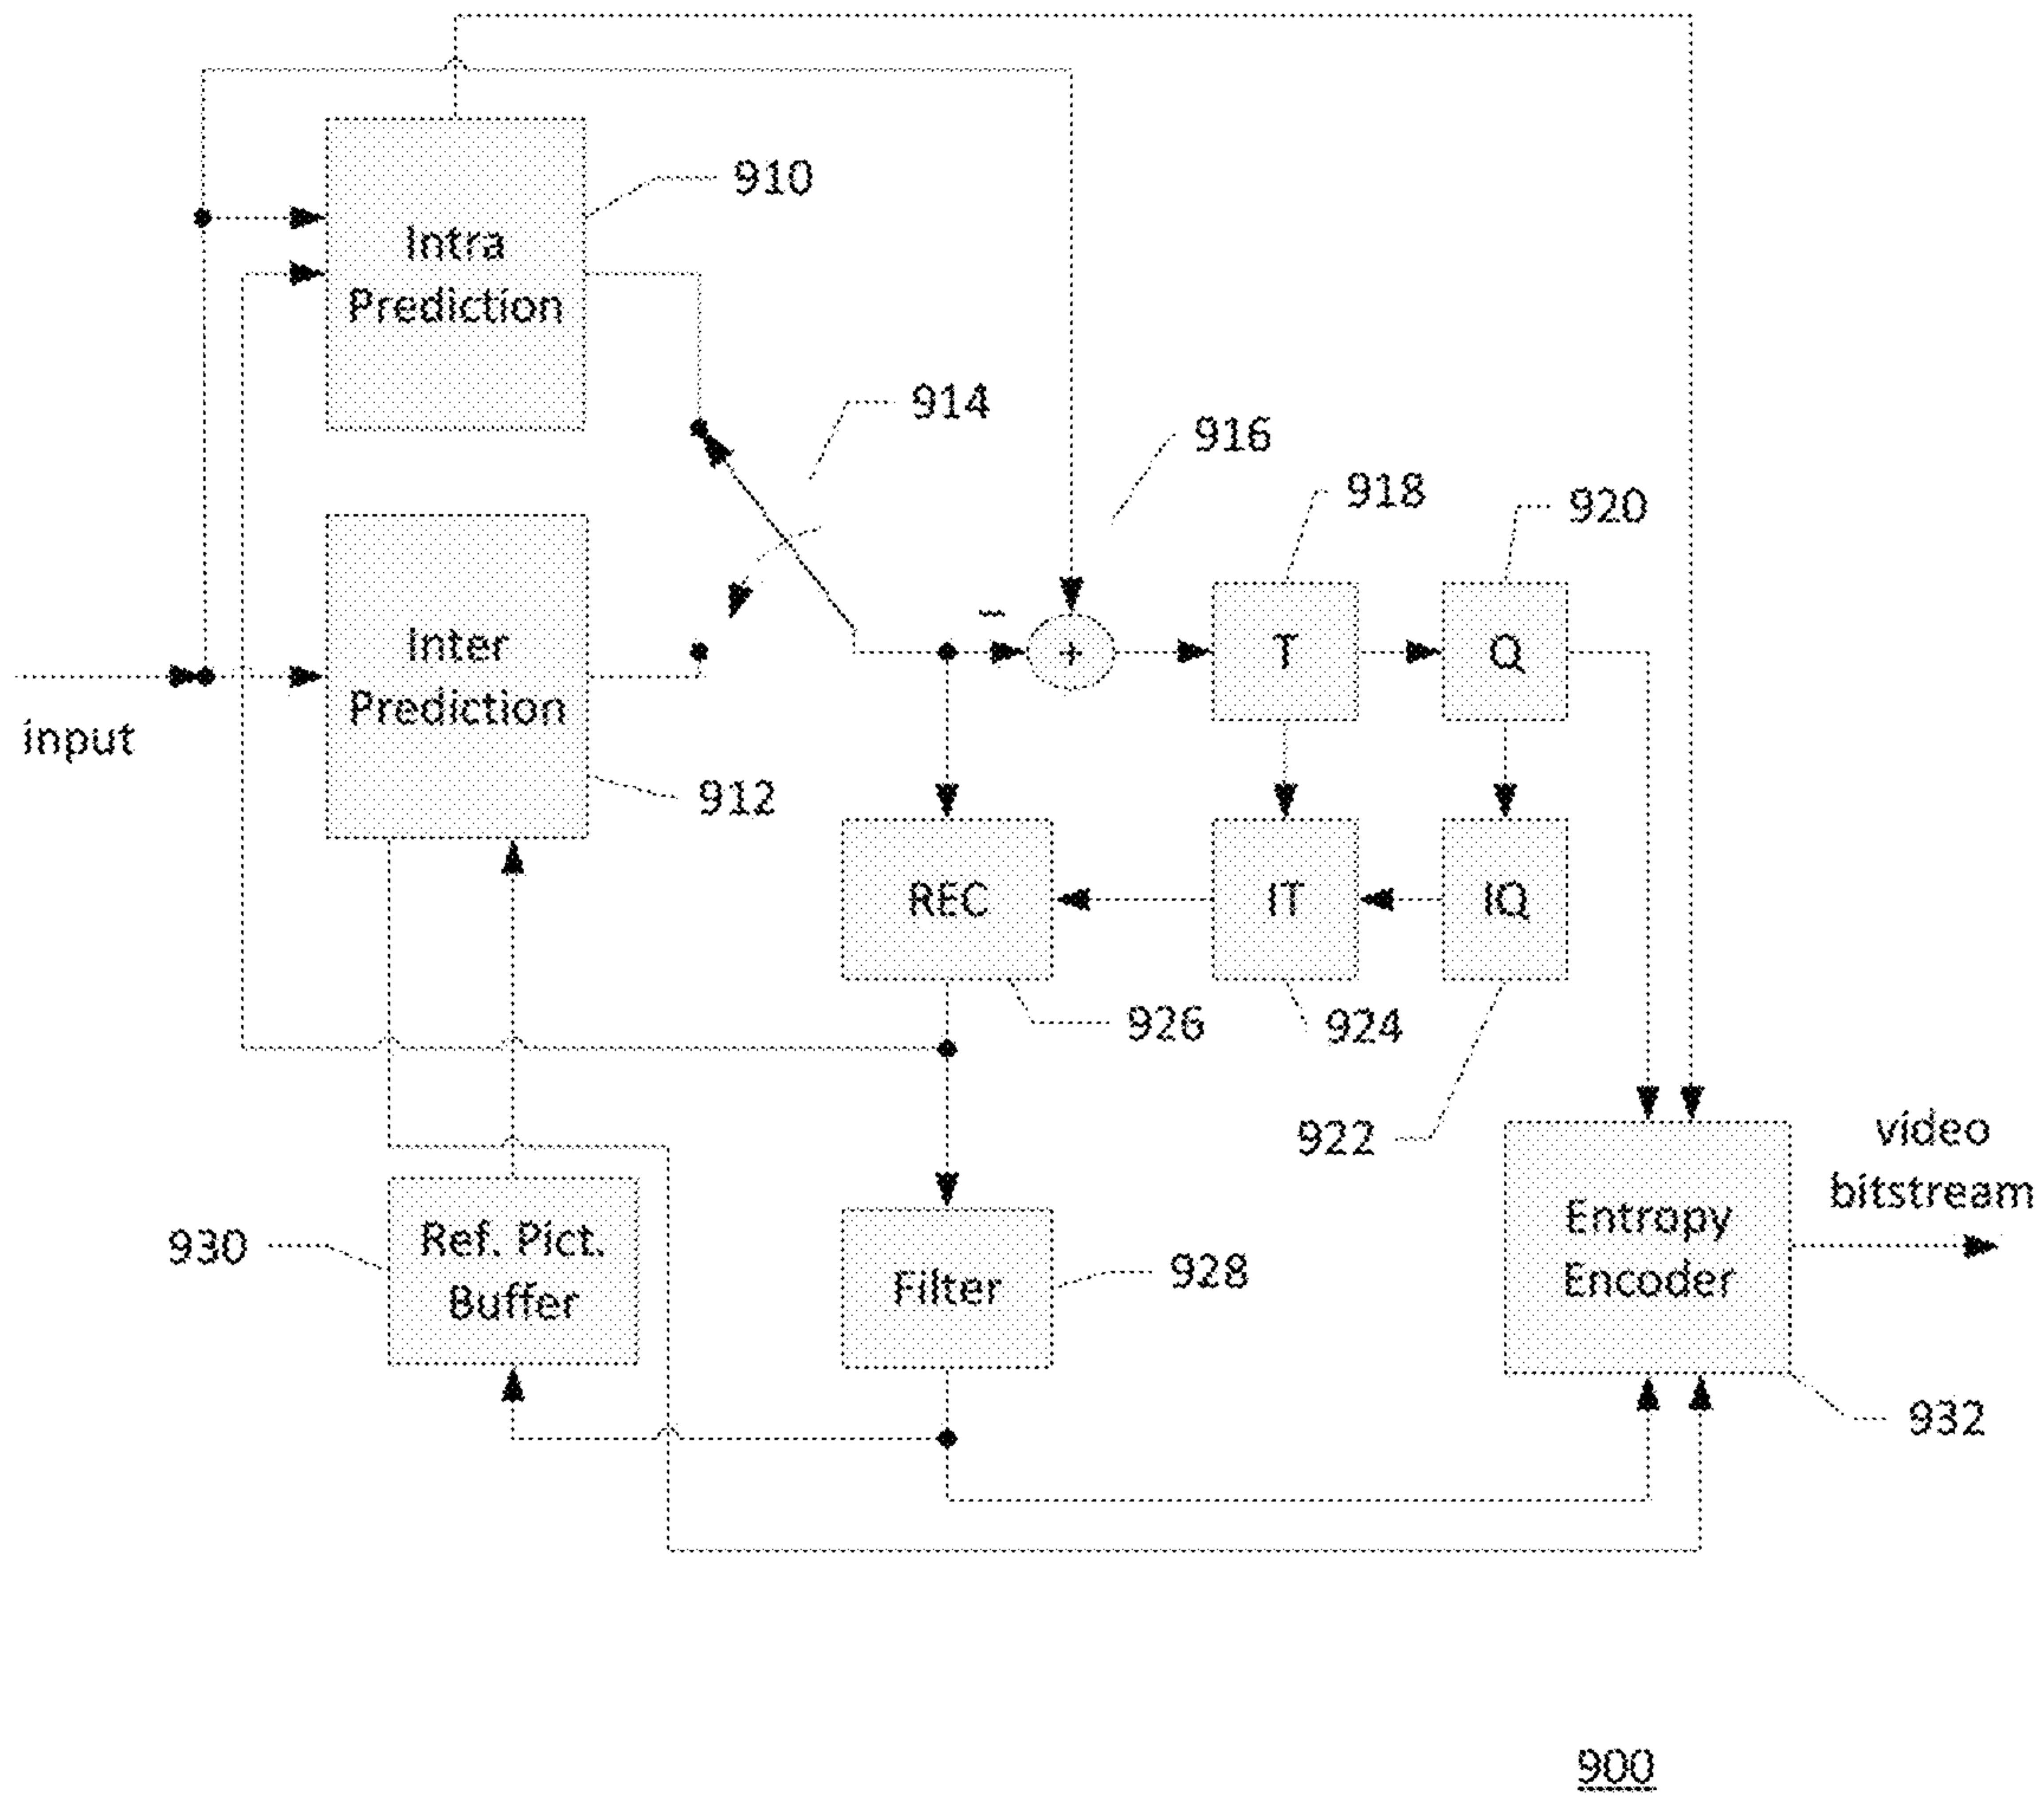 910
Intra
Prediction
914
916
918
920
−
+
T
Q
Inter
Prediction
input
912
REC
IT
IQ
926
924
922
video
bitstream
Entropy
Encoder
930
Ref. Pict.
Buffer
Filter
928
932
900